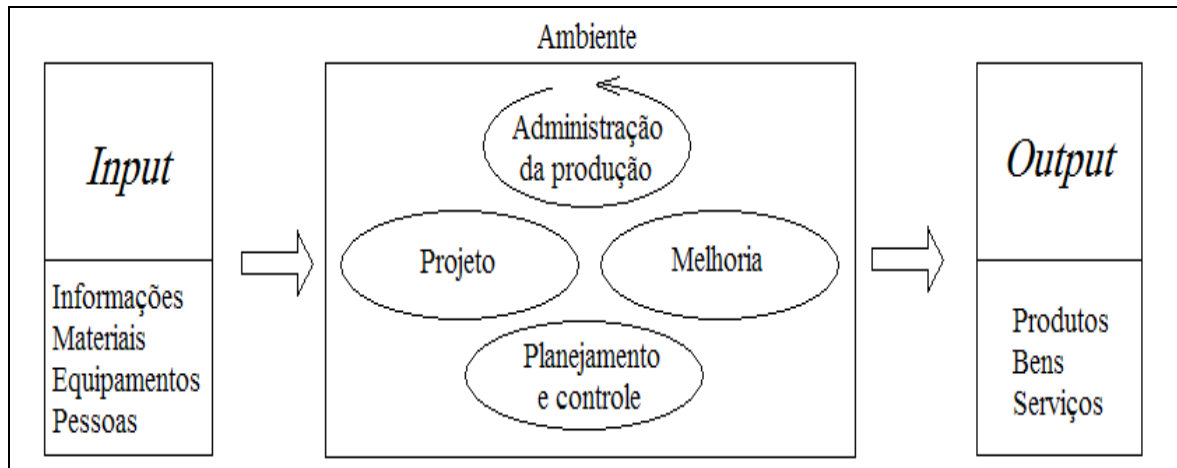 Ambiente
Input
Informações
Materiais
Equipamentos
Pessoas
Administração
da produção
Projeto
Melhoria
Planejamento
e controle
Output
Produtos
Bens
Serviços